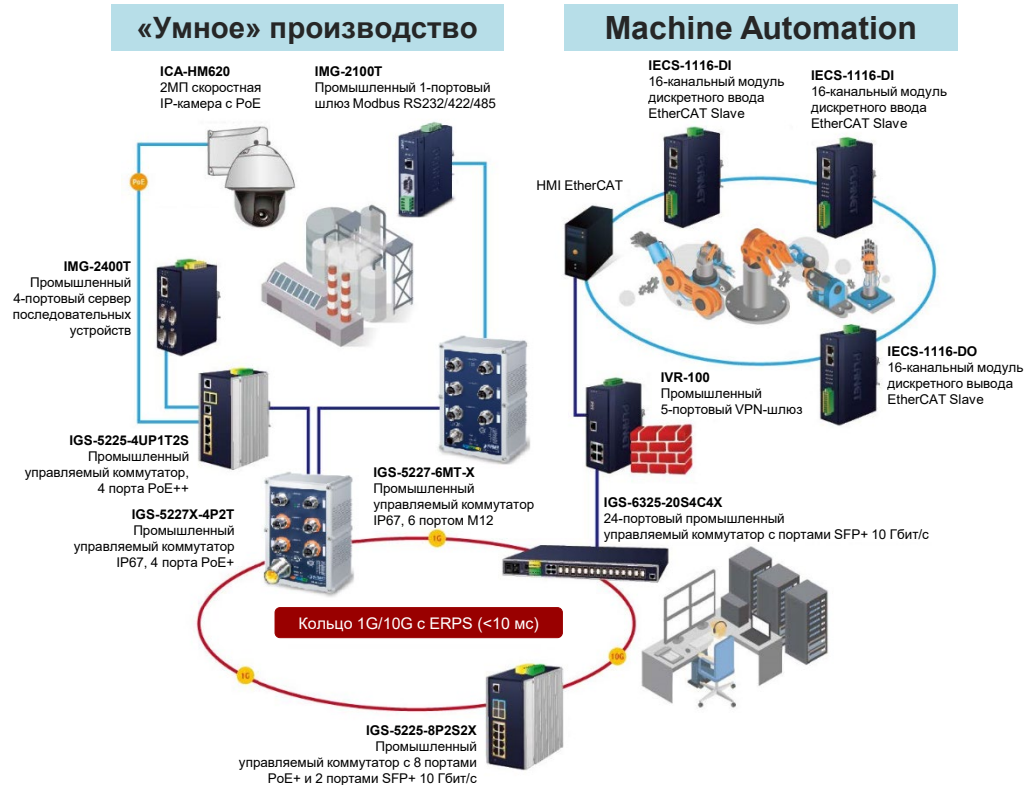 «Умное» производство
Machine Automation
ICA-HM620
2МП скоростная
IP-камера с PoE
IMG-2100T
Промышленный 1-портовый
шлюз Modbus RS232/422/485
IECS-1116-DI
16-канальный модуль
дискретного ввода
EtherCAT Slave
IECS-1116-DI
16-канальный модуль
дискретного ввода
EtherCAT Slave
PoE
HMI EtherCAT
PLANET
PLANET
IMG-2400T
Промышленный
4-портовый сервер
последовательных
устройств
IECS-1116-DO
16-канальный модуль
дискретного вывода
EtherCAT Slave
PLANET
IVR-100
Промышленный
5-портовый VPN-шлюз
IGS-5225-4UP1T2S
Промышленный
управляемый коммутатор,
4 порта PoE++
IGS-5227-6MT-X
Промышленный
управляемый коммутатор
IP67, 6 портом M12
IGS-5227X-4P2T
Промышленный
управляемый коммутатор
IP67, 4 порта PoE+
IGS-6325-20S4C4X
24-портовый промышленный
управляемый коммутатор с портами SFP+ 10 Гбит/с
1G
Кольцо 1G/10G с ERPS (<10 мс)
10G
1G
IGS-5225-8P2S2X
Промышленный
управляемый коммутатор с 8 портами
PoE+ и 2 портами SFP+ 10 Гбит/с